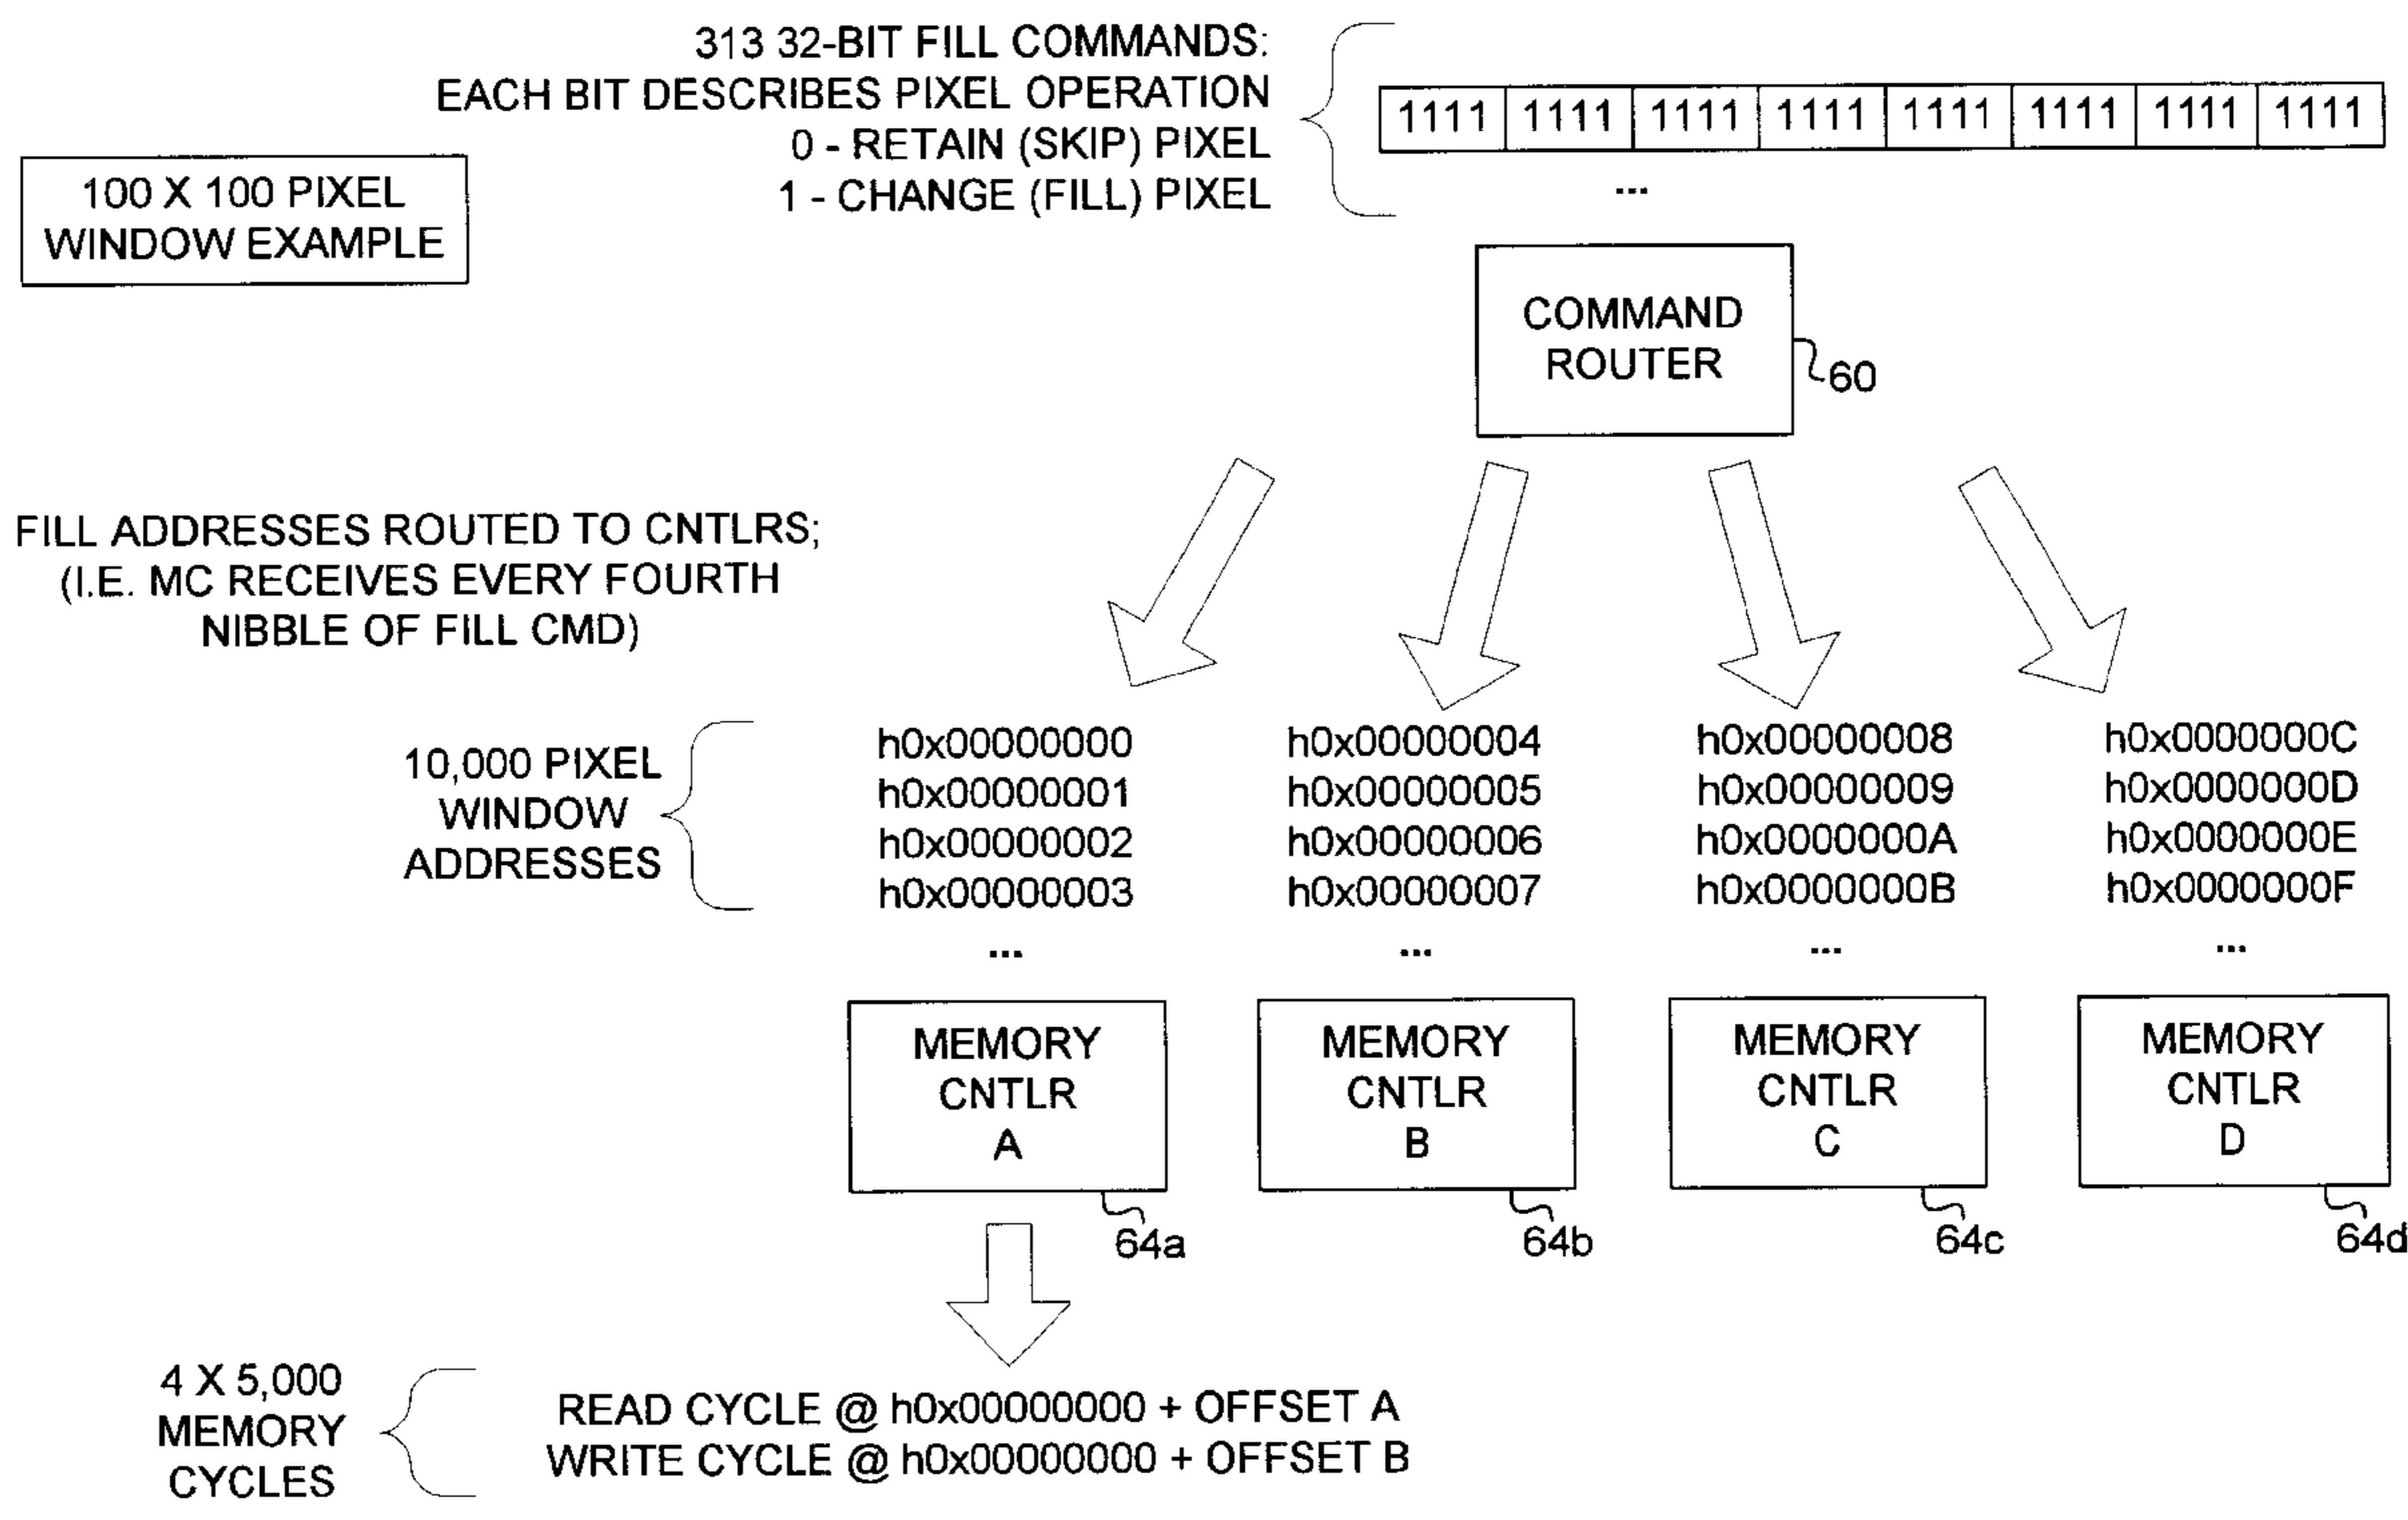 313 32-BIT FILL COMMANDS:
EACH BIT DESCRIBES PIXEL OPERATION
0 - RETAIN (SKIP) PIXEL
1 - CHANGE (FILL) PIXEL
1111 1111 1111 1111 1111 1111 1111 1111
...
100 X 100 PIXEL
WINDOW EXAMPLE
COMMAND
ROUTER
60
FILL ADDRESSES ROUTED TO CNTLRS;
(I.E. MC RECEIVES EVERY FOURTH
NIBBLE OF FILL CMD)
10,000 PIXEL
WINDOW
ADDRESSES
h0x00000000
h0x00000001
h0x00000002
h0x00000003
...
h0x00000004
h0x00000005
h0x00000006
h0x00000007
...
h0x00000008
h0x00000009
h0x0000000A
h0x0000000B
...
h0x0000000C
h0x0000000D
h0x0000000E
h0x0000000F
...
MEMORY
CNTLR
A
64a
MEMORY
CNTLR
B
64b
MEMORY
CNTLR
C
64c
MEMORY
CNTLR
D
64d
4 X 5,000
MEMORY
CYCLES
READ CYCLE @ h0x00000000 + OFFSET A
WRITE CYCLE @ h0x00000000 + OFFSET B